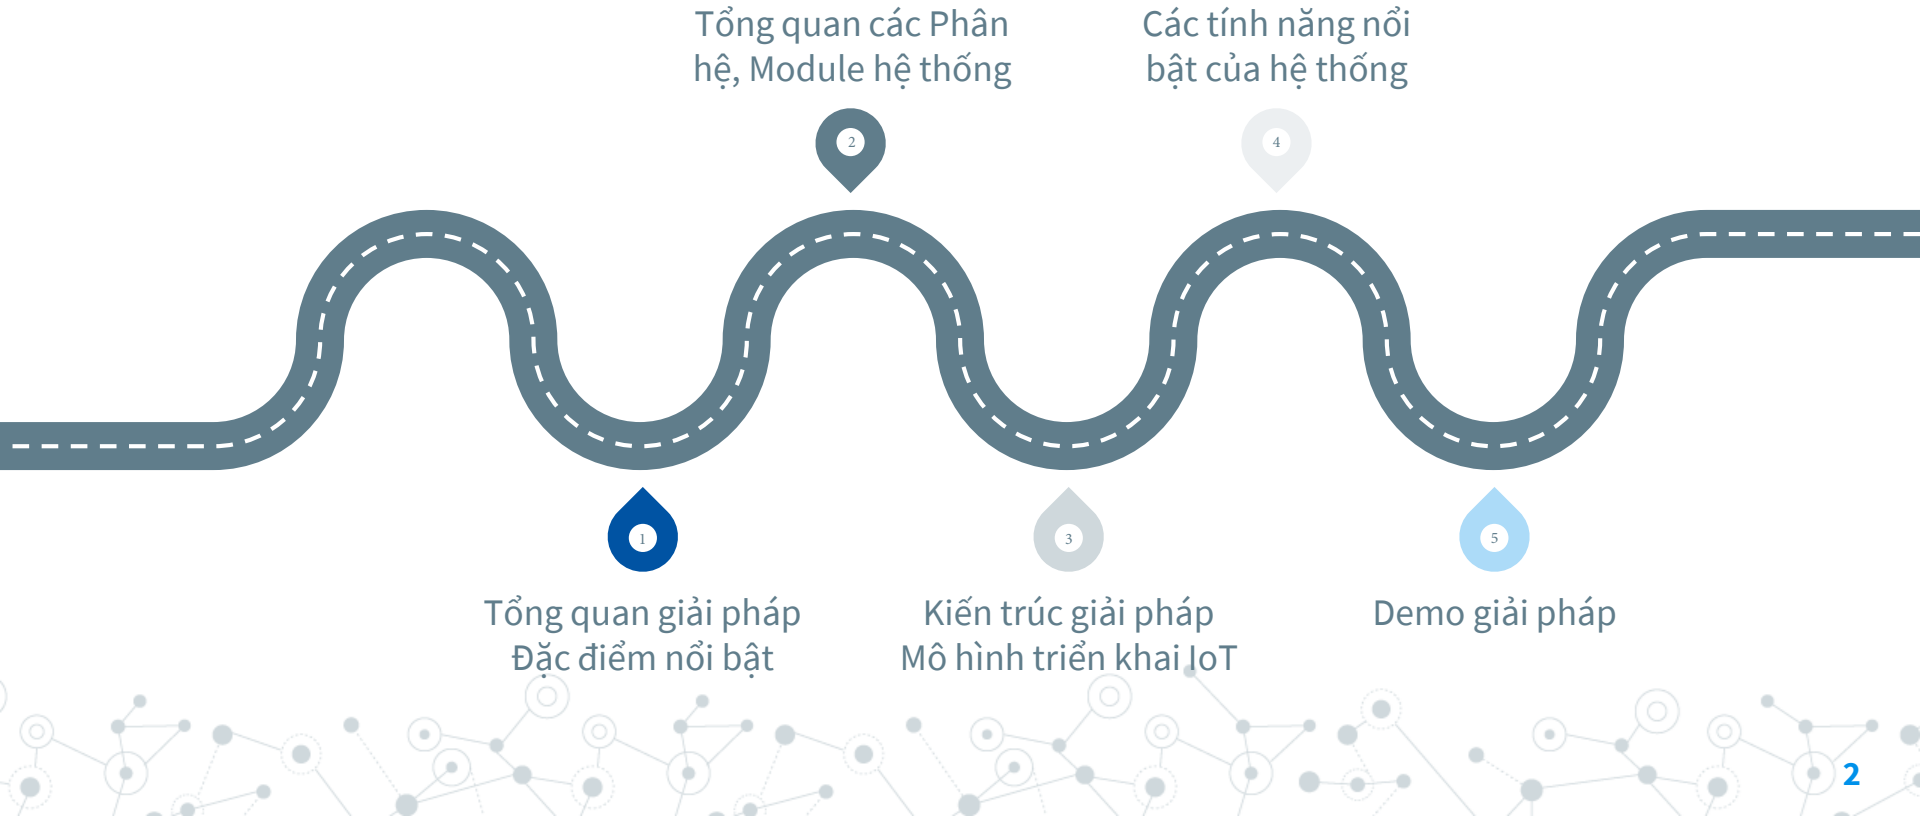 Tổng quan các Phân
hệ, Module hệ thống
Các tính năng nổi
bật của hệ thống
2
4
1
3
5
Tổng quan giải pháp
Đặc điểm nổi bật
Kiến trúc giải pháp
Mô hình triển khai IoT
Demo giải pháp
2